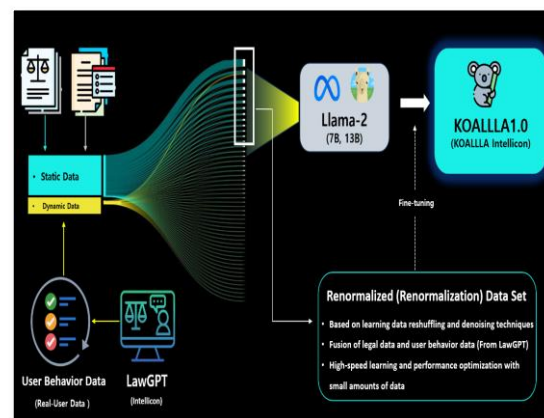 Static Data
Dynamic Data
User Behavior Data
(Real-User Data )
LawGPT
(Intellicon)
Llama-2
(7B, 13B)
KOALLLA1.0
(KOALLLA Intellicon)
Fine-tuning
Renormalized (Renormalization) Data Set
• Based on learning data reshuffling and denoising techniques
• Fusion of legal data and user behavior data (From LawGPT)
• High-speed learning and performance optimization with
small amounts of data